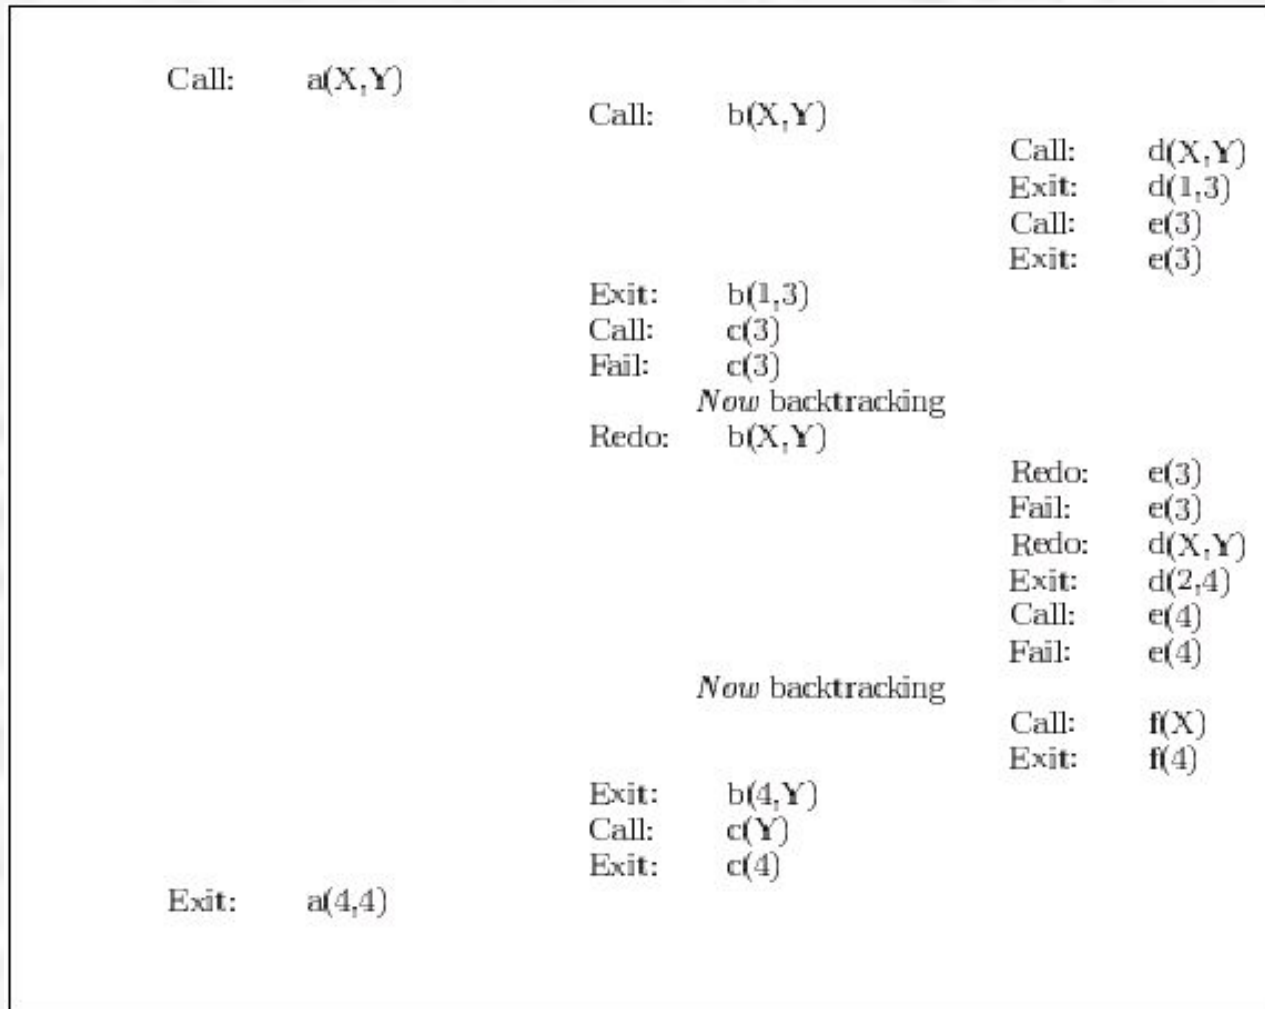 Call: a(X,Y)
Call: b(X,Y)
Call: d(X,Y)
Exit: d(1,3)
Call: e(3)
Exit: e(3)
Exit: b(1,3)
Call: c(3)
Fail: c(3)
Now backtracking
Redo: b(X,Y)
Redo: e(3)
Fail: e(3)
Redo: d(X,Y)
Exit: d(2,4)
Call: e(4)
Fail: e(4)
Now backtracking
Call: f(X)
Exit: f(4)
Exit: b(4,Y)
Call: c(Y)
Exit: c(4)
Exit: a(4,4)